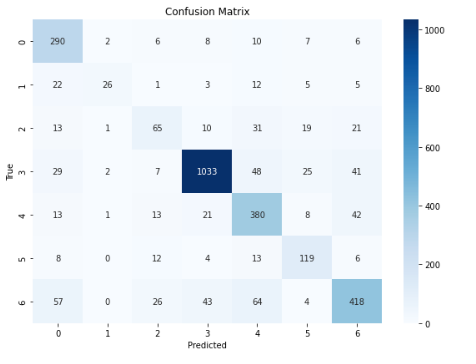 Confusion Matrix
0 290 2 6 8 10 7 6
1 22 26 1 3 12 5 5
2 13 1 65 10 31 19 21
3 29 2 7 1033 48 25 41
4 13 1 13 21 380 8 42
5 8 0 12 4 13 119 6
6 57 0 26 43 64 4 418
0 1 2 3 4 5 6
True
Predicted
1000
800
600
400
200
0